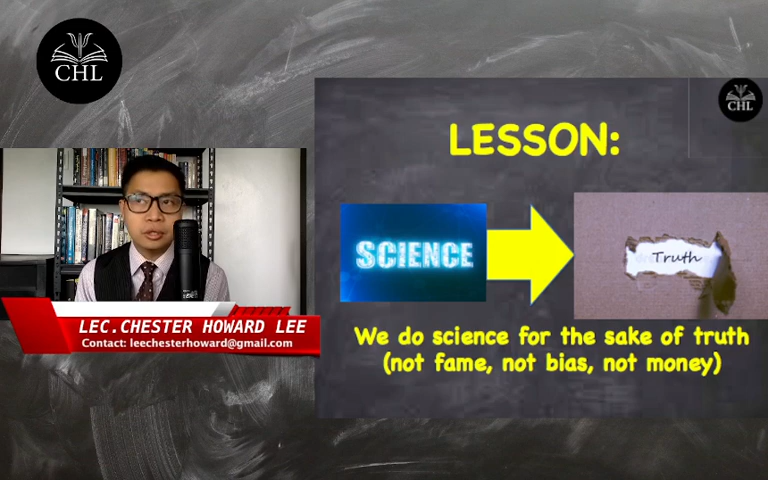 CHL
CHL
LESSON:
SCIENCE
Truth
We do science for the sake of truth
(not fame, not bias, not money)
LEC.CHESTER HOWARD LEE
Contact: leechesterhoward@gmail.com